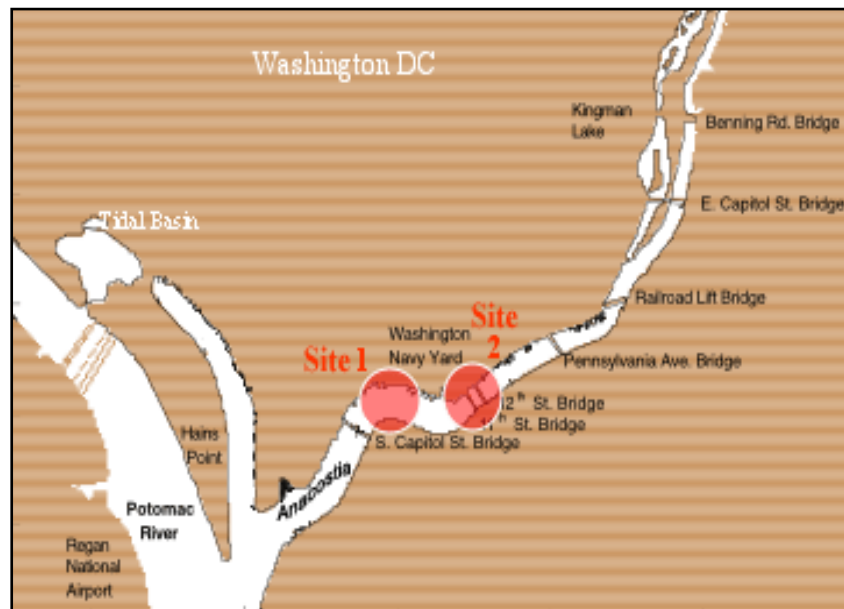 Washington DC
Kingman
Lake
Benning Rd. Bridge
E. Capitol St. Bridge
Tidal Basin
Railroad Lift Bridge
Site
2
Washington
Navy Yard
Site 1
Pennsylvania Ave. Bridge
12th St. Bridge
11th St. Bridge
S. Capitol St. Bridge
Hains
Point
Anacostia
Potomac
River
Regan
National
Airport